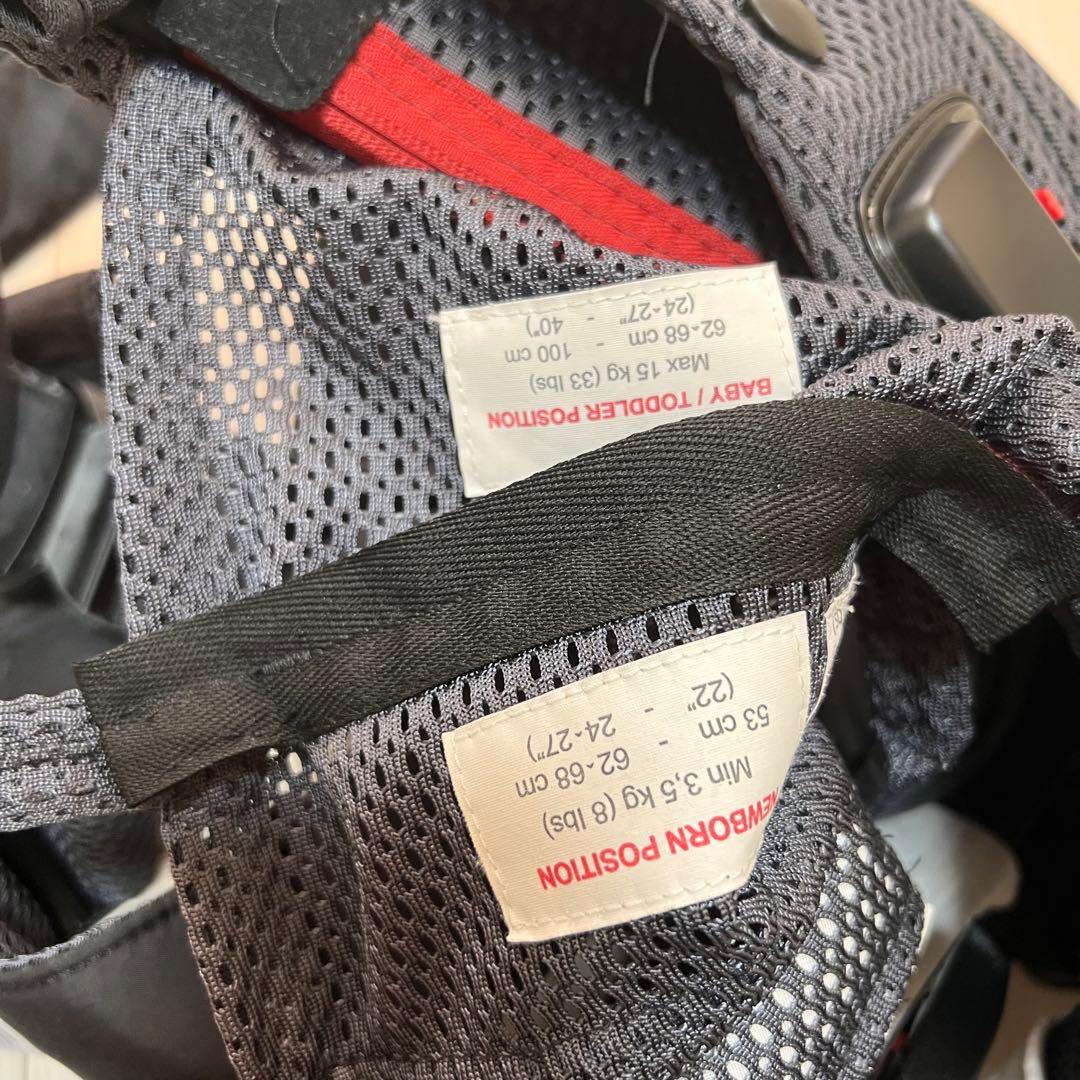 BABY / TODDLER POSITION
Max 15 kg (33 lbs)
62-68 cm - 100 cm
(24-27" - 40")
NEWBORN POSITION
Min 3,5 kg (8 lbs)
53 cm - 62-68 cm
(22" - 24-27")